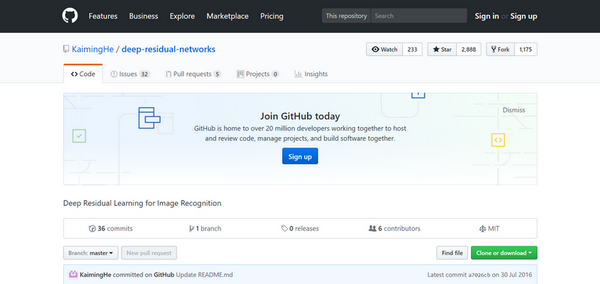 Features Business Explore Marketplace Pricing This repository Search Sign in or Sign up
KaimingHe / deep-residual-networks Watch 233 Star 2,888 Fork 1,175
Code Issues 32 Pull requests 5 Projects 0 Insights
Join GitHub today Dismiss
GitHub is home to over 20 million developers working together to host
and review code, manage projects, and build software together.
Sign up
Deep Residual Learning for Image Recognition
36 commits 1 branch 0 releases 6 contributors MIT
Branch: master New pull request Find file Clone or download
KaimingHe committed on GitHub Update README.md Latest commit a7026cb on 30 Jul 2016